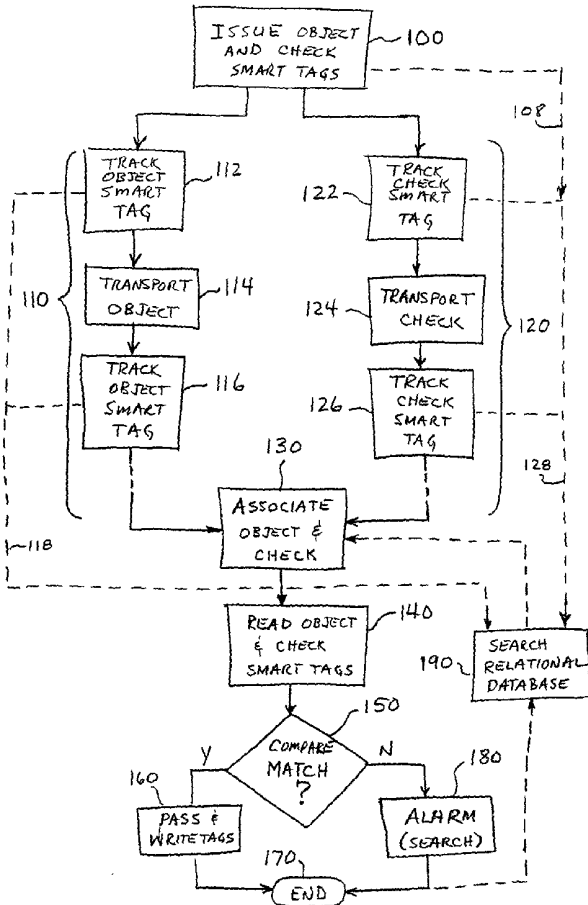 ISSUE OBJECT
AND CHECK
SMART TAGS
100
108
TRACK
OBJECT
SMART
TAG
112
TRACK
CHECK
SMART
TAG
122
110
TRANSPORT
OBJECT
114
TRANSPORT
CHECK
124
120
TRACK
OBJECT
SMART
TAG
116
TRACK
CHECK
SMART
TAG
126
130
ASSOCIATE
OBJECT &
CHECK
118
128
READ OBJECT
& CHECK
SMART TAGS
140
SEARCH
RELATIONAL
DATABASE
190
150
COMPARE
MATCH
?
Y
N
160
PASS &
WRITE TAGS
180
ALARM
(SEARCH)
170
END